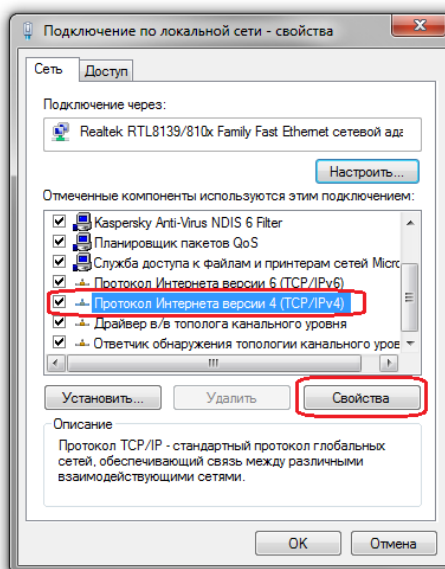 Подключение по локальной сети - свойства
Сеть
Доступ
Подключение через:
Realtek RTL8139/810x Family Fast Ethernet сетевой ада
Настроить...
Отмеченные компоненты используются этим подключением:
Kaspersky Anti-Virus NDIS 6 Filter
Планировщик пакетов QoS
Служба доступа к файлам и принтерам сетей Micro
Протокол Интернета версии 6 (TCP/IPv6)
Протокол Интернета версии 4 (TCP/IPv4)
Драйвер в/в тополога канального уровня
Ответчик обнаружения топологии канального уров
Установить...
Удалить
Свойства
Описание
Протокол TCP/IP - стандартный протокол глобальных
сетей, обеспечивающий связь между различными
взаимодействующими сетями.
OK
Отмена